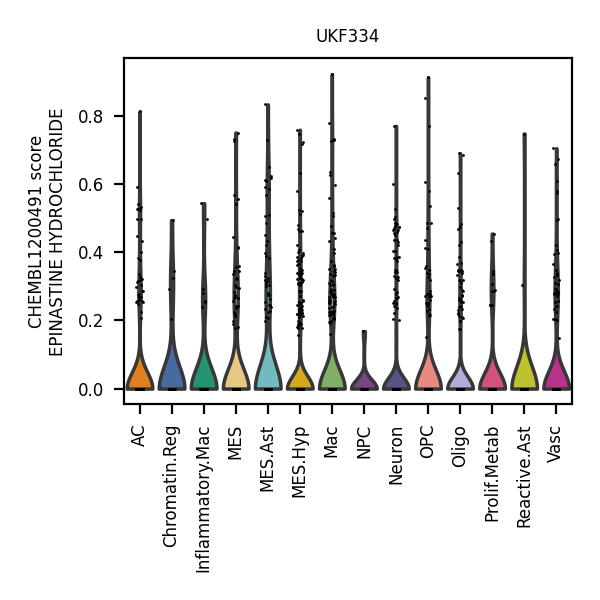 UKF334
CHEMBL1200491 score
EPINASTINE HYDROCHLORIDE
0.8
0.6
0.4
0.2
0.0
AC
Chromatin.Reg
Inflammatory.Mac
MES
MES.Ast
MES.Hyp
Mac
NPC
Neuron
OPC
Oligo
Prolif.Metab
Reactive.Ast
Vasc